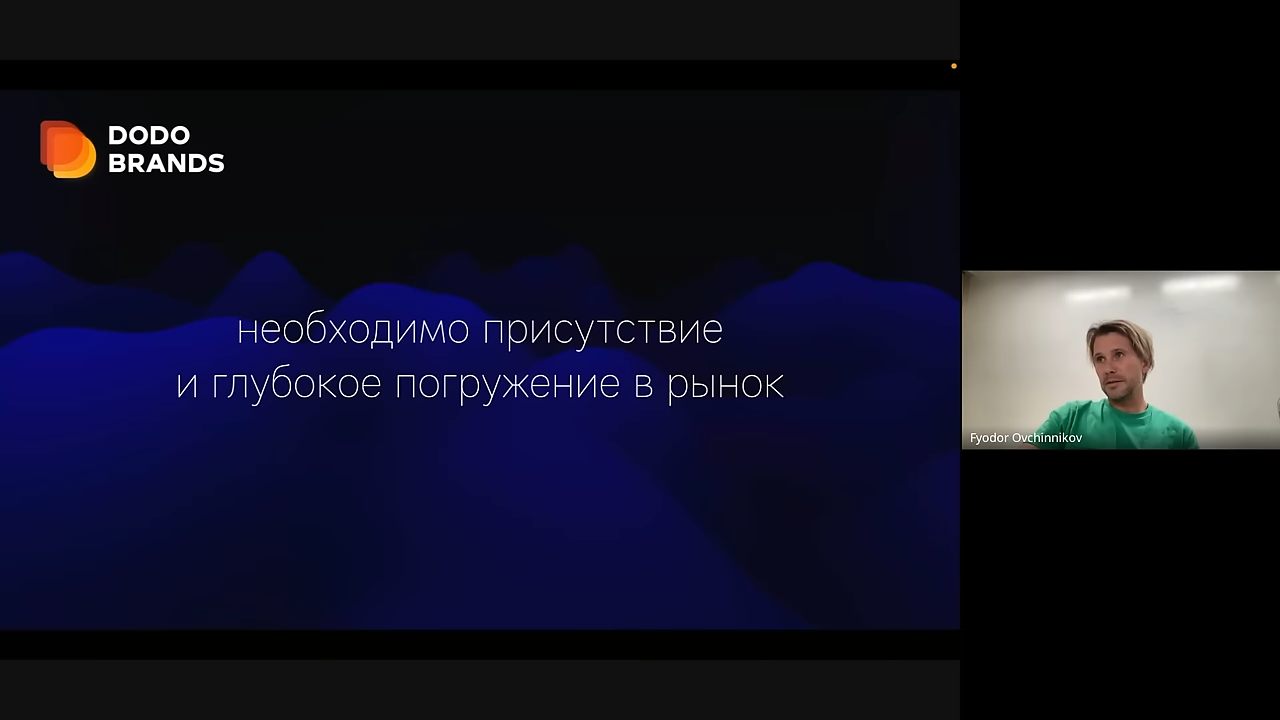 DODO
BRANDS
необходимо присутствие
и глубокое погружение в рынок
Fyodor Ovchinnikov